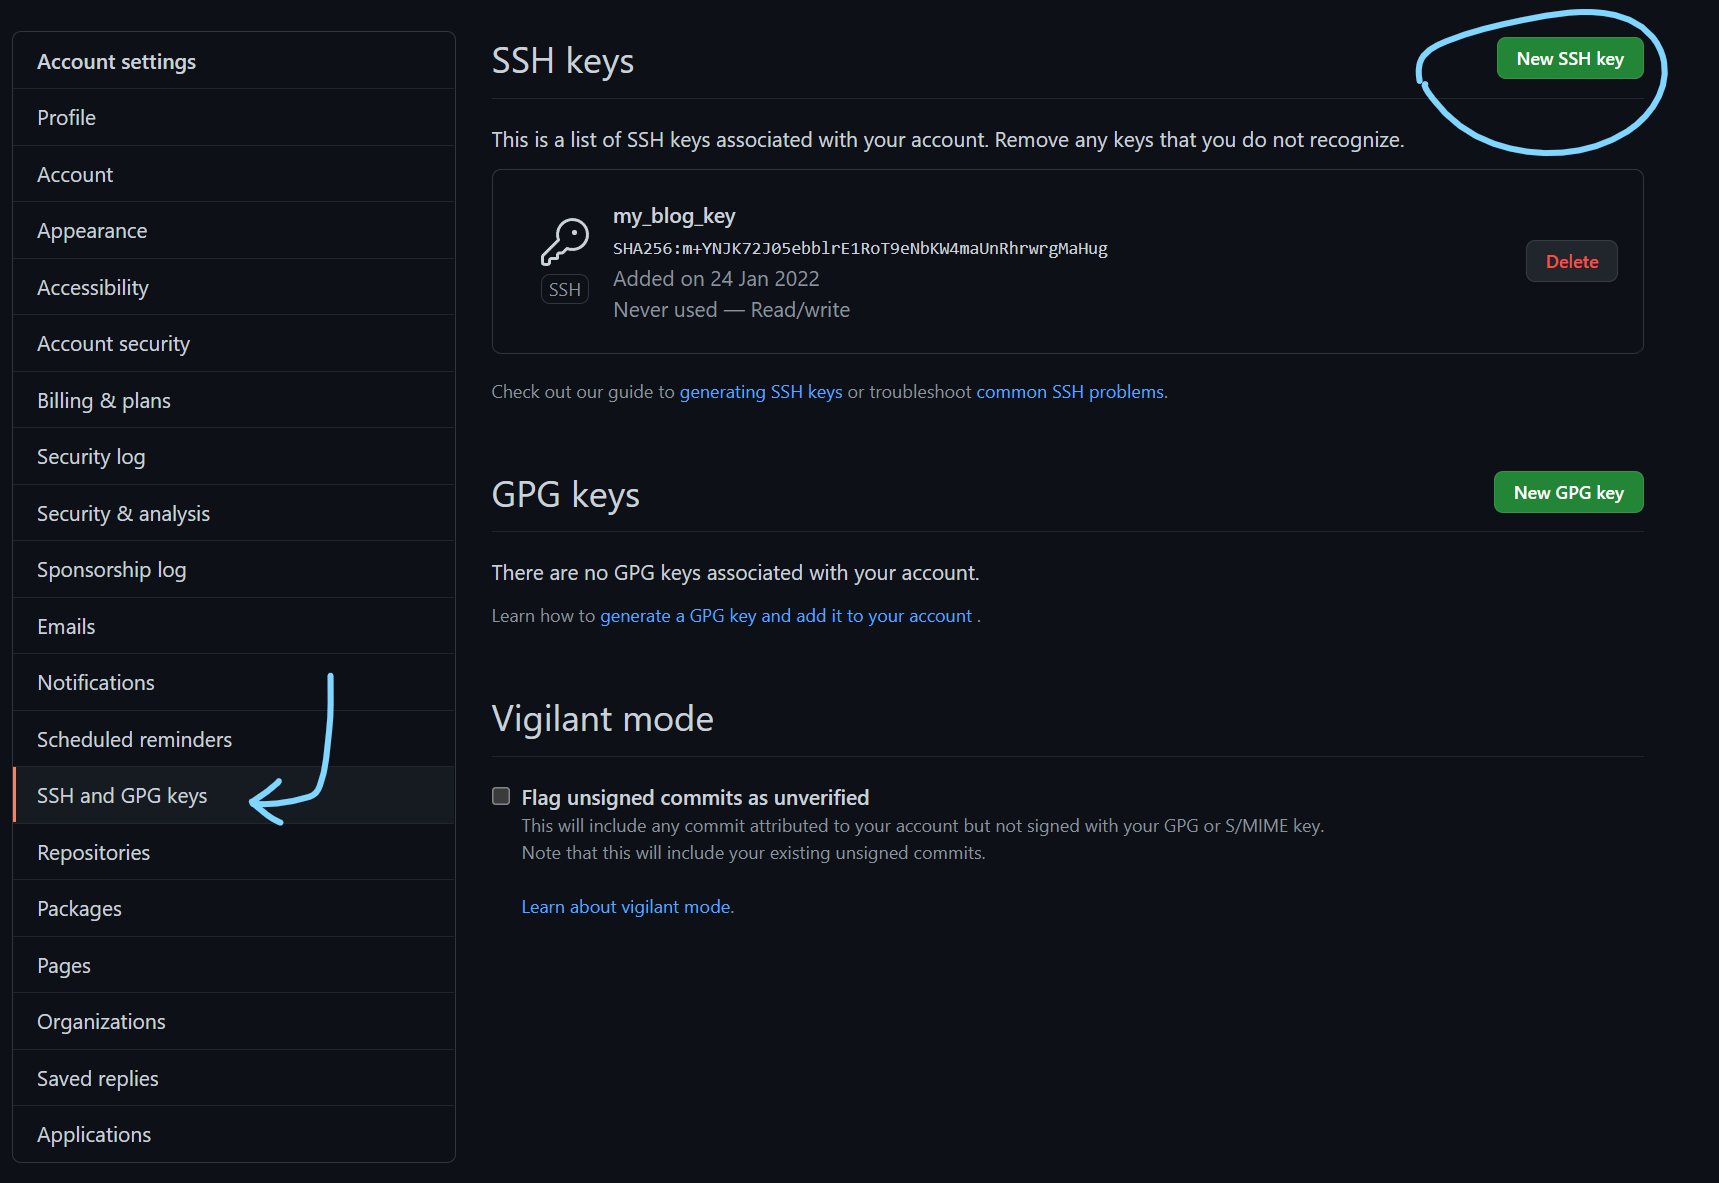 Account settings
Profile
Account
Appearance
Accessibility
Account security
Billing & plans
Security log
Security & analysis
Sponsorship log
Emails
Notifications
Scheduled reminders
SSH and GPG keys
Repositories
Packages
Pages
Organizations
Saved replies
Applications
SSH keys
New SSH key
This is a list of SSH keys associated with your account. Remove any keys that you do not recognize.
my_blog_key
SHA256:m+YNJK72J05ebblrE1RoT9eNbKW4maUnRhrwrgMaHug
SSH
Added on 24 Jan 2022
Never used — Read/write
Delete
Check out our guide to generating SSH keys or troubleshoot common SSH problems.
GPG keys
New GPG key
There are no GPG keys associated with your account.
Learn how to generate a GPG key and add it to your account .
Vigilant mode
Flag unsigned commits as unverified
This will include any commit attributed to your account but not signed with your GPG or S/MIME key.
Note that this will include your existing unsigned commits.
Learn about vigilant mode.